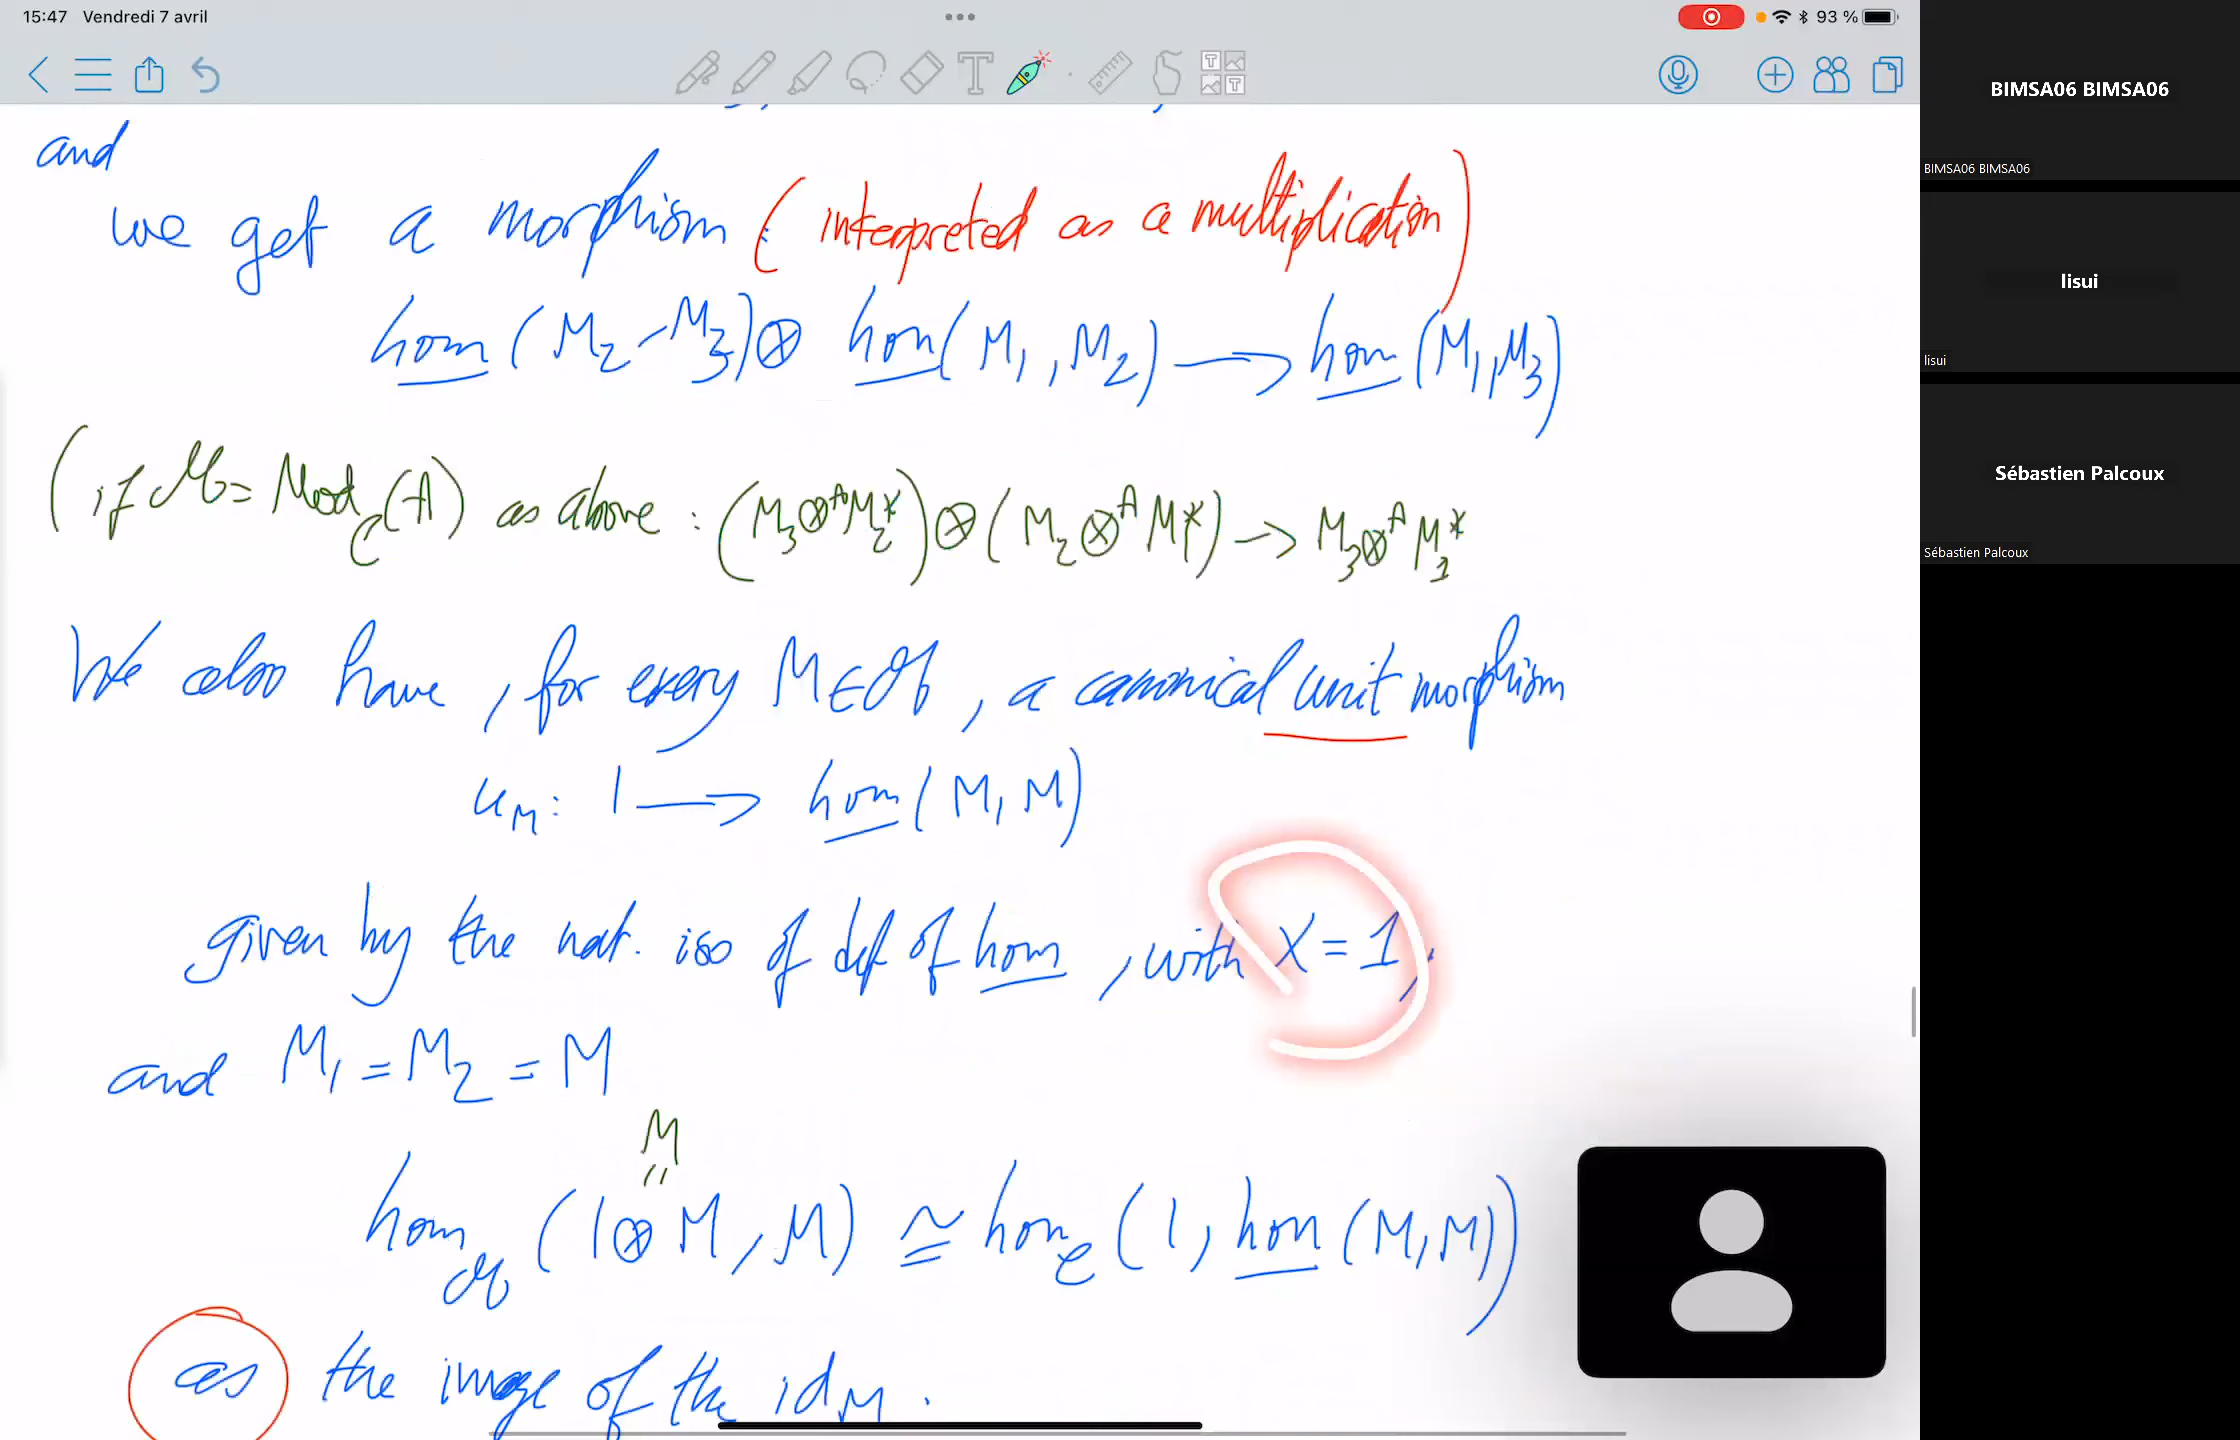 15:47 Vendredi 7 avril
93 %
and
we get a morphism (interpreted as a multiplication)
hom (M₂ - M₃) ⊗ hom (M₁, M₂) → hom (M₁, M₃)
(if ℳ = Mod_C(A) as above : (M₃ ⊗^A M₂*) ⊗ (M₂ ⊗^A M₁*) → M₃ ⊗^A M₁*
We also have, for every M ∈ ℳ, a canonical unit morphism
u_M : 1 → hom (M, M)
given by the nat. iso of def of hom, with X = 1,
and M₁ = M₂ = M
M
"
hom_ℳ (1 ⊗ M, M) ≅ hom_C (1, hom (M, M))
as the image of the id_M.
BIMSA06 BIMSA06
BIMSA06 BIMSA06
lisui
lisui
Sébastien Palcoux
Sébastien Palcoux